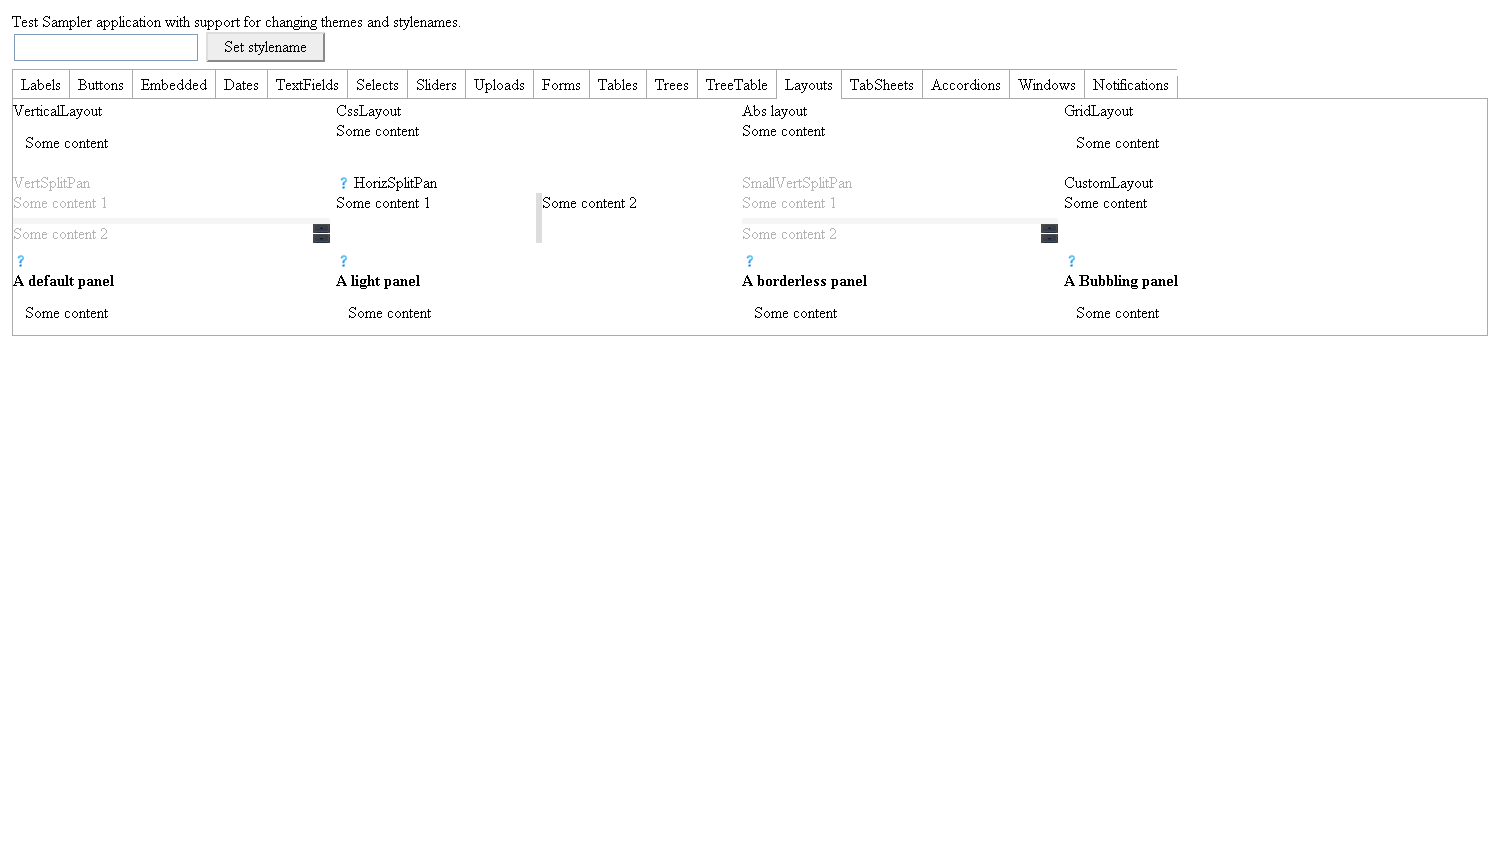 Test Sampler application with support for changing themes and stylenames.
Set stylename
Labels Buttons Embedded Dates TextFields Selects Sliders Uploads Forms Tables Trees TreeTable Layouts TabSheets Accordions Windows Notifications
VerticalLayout CssLayout Abs layout GridLayout
Some content Some content
Some content Some content
VertSplitPan ? HorizSplitPan SmallVertSplitPan CustomLayout
Some content 1 Some content 1 Some content 2 Some content 1 Some content
Some content 2 Some content 2
? ? ? ?
A default panel A light panel A borderless panel A Bubbling panel
Some content Some content Some content Some content